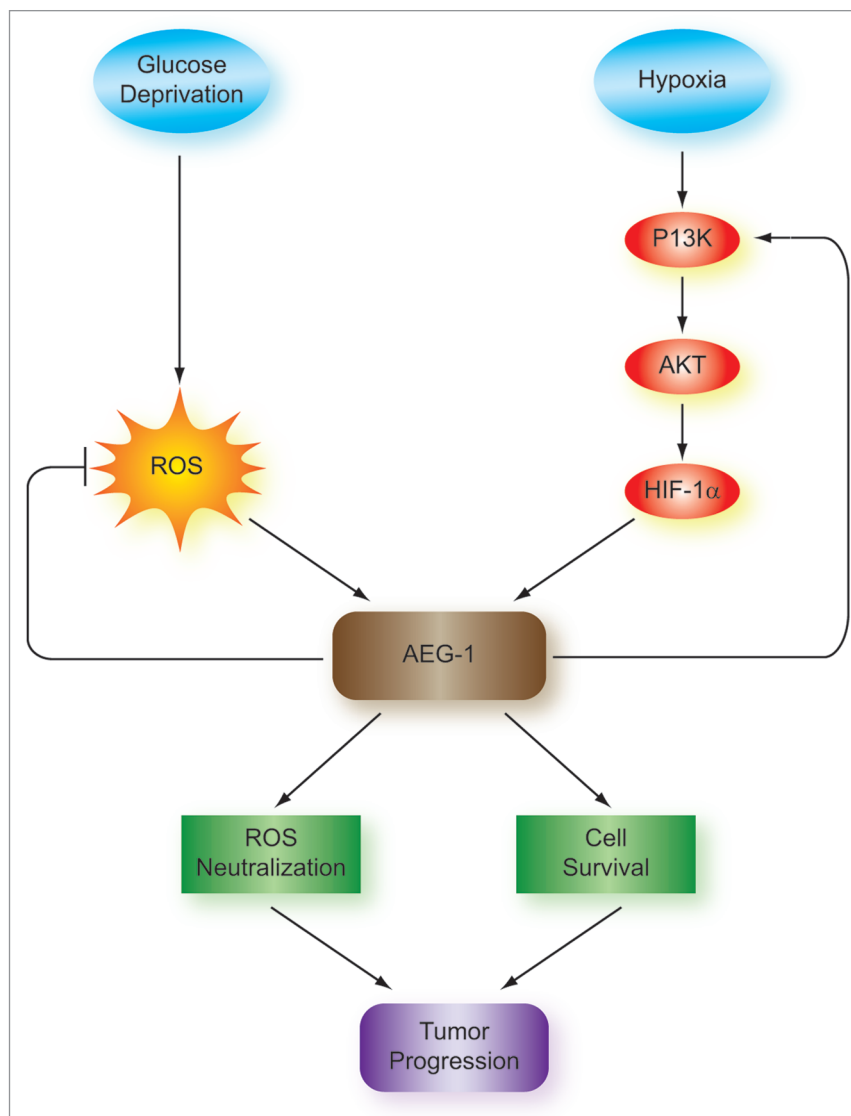 Glucose
Deprivation
Hypoxia
P13K
AKT
ROS
HIF-1α
AEG-1
ROS
Neutralization
Cell
Survival
Tumor
Progression